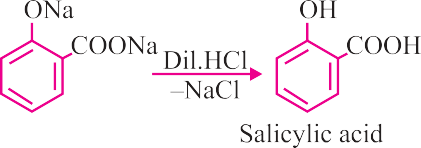 ONa
COONa
Dil.HCl
–NaCl
OH
COOH
Salicylic acid